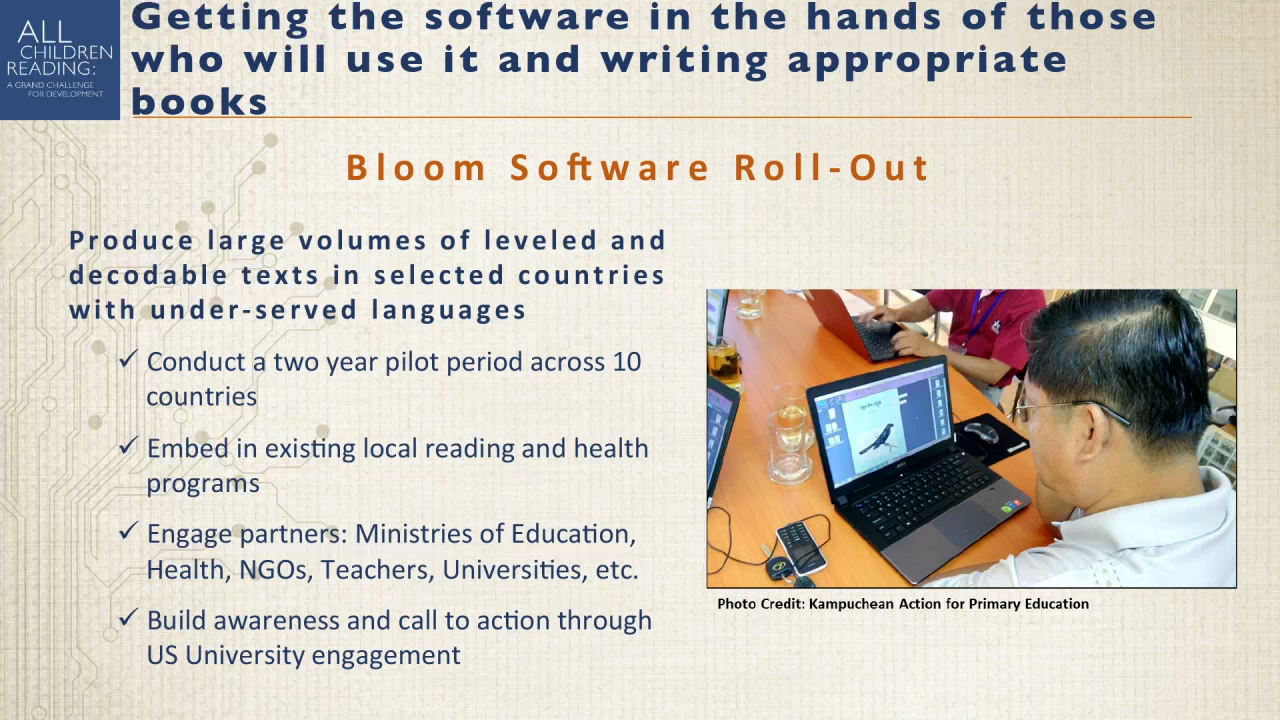 ALL
CHILDREN
READING:
A GRAND CHALLENGE
FOR DEVELOPMENT
Getting the software in the hands of those
who will use it and writing appropriate
books
Bloom Software Roll-Out
Produce large volumes of leveled and
decodable texts in selected countries
with under-served languages
✓ Conduct a two year pilot period across 10
countries
✓ Embed in existing local reading and health
programs
✓ Engage partners: Ministries of Education,
Health, NGOs, Teachers, Universities, etc.
✓ Build awareness and call to action through
US University engagement
Photo Credit: Kampuchean Action for Primary Education